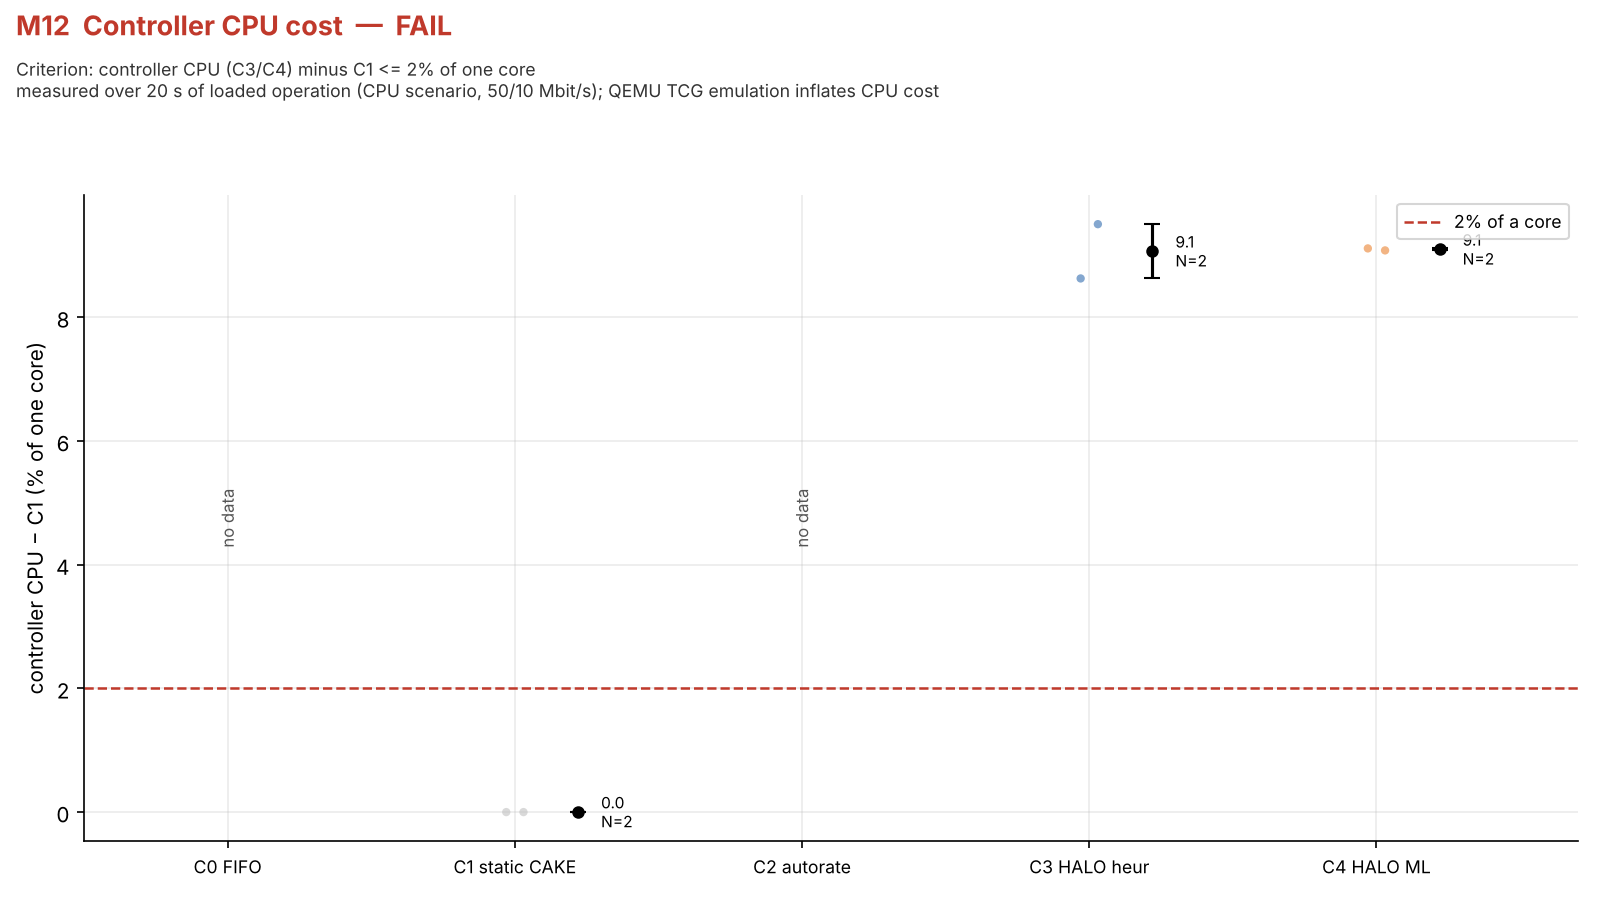 M12 Controller CPU cost — FAIL
Criterion: controller CPU (C3/C4) minus C1 <= 2% of one core
measured over 20 s of loaded operation (CPU scenario, 50/10 Mbit/s); QEMU TCG emulation inflates CPU cost
2% of a core
9.1
N=2
9.1
N=2
8
6
4
2
0
controller CPU − C1 (% of one core)
no data
no data
0.0
N=2
C0 FIFO
C1 static CAKE
C2 autorate
C3 HALO heur
C4 HALO ML